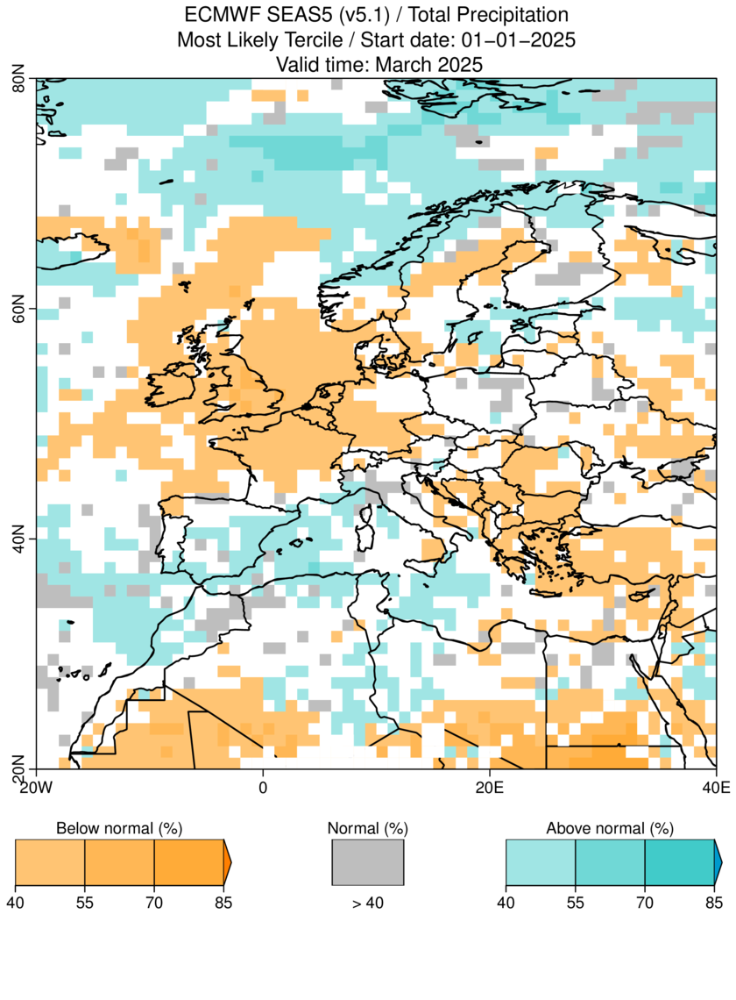 ECMWF SEAS5 (v5.1) / Total Precipitation
Most Likely Tercile / Start date: 01−01−2025
Valid time: March 2025
80N
60N
40N
20N
20W 0 20E 40E
Below normal (%) Normal (%) Above normal (%)
40 55 70 85 > 40 40 55 70 85